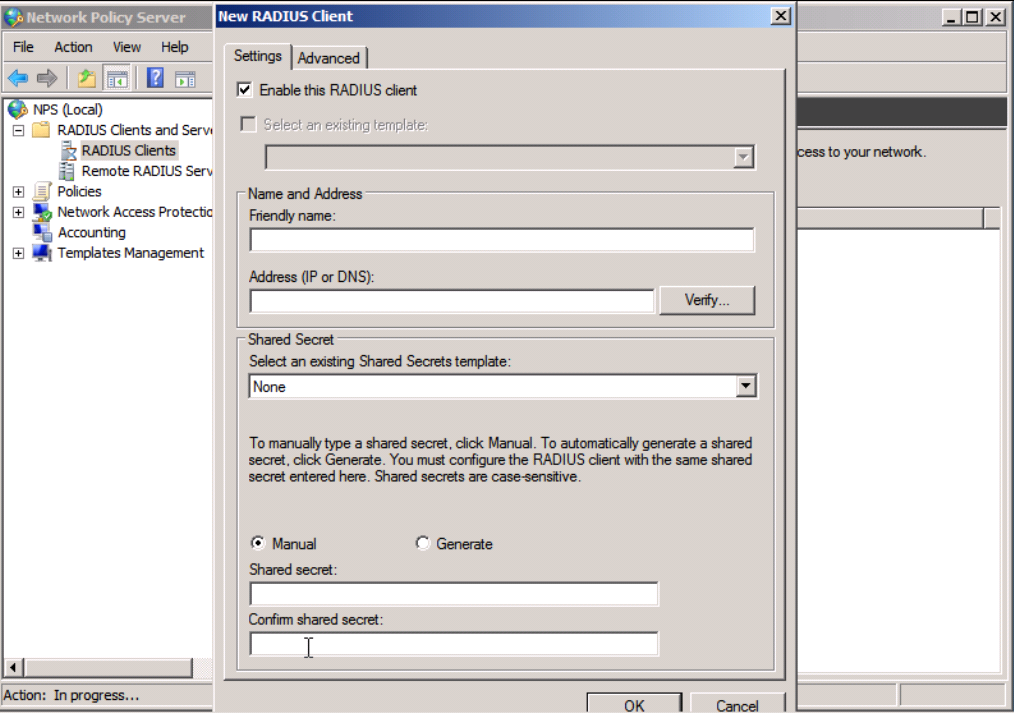 Network Policy Server
File Action View Help
NPS (Local)
RADIUS Clients and Serve
RADIUS Clients
Remote RADIUS Serv
Policies
Network Access Protectio
Accounting
Templates Management
Action: In progress...
New RADIUS Client
Settings Advanced
Enable this RADIUS client
Select an existing template:
Name and Address
Friendly name:
Address (IP or DNS):
Verify...
Shared Secret
Select an existing Shared Secrets template:
None
To manually type a shared secret, click Manual. To automatically generate a shared
secret, click Generate. You must configure the RADIUS client with the same shared
secret entered here. Shared secrets are case-sensitive.
Manual Generate
Shared secret:
Confirm shared secret:
OK Cancel
cess to your network.